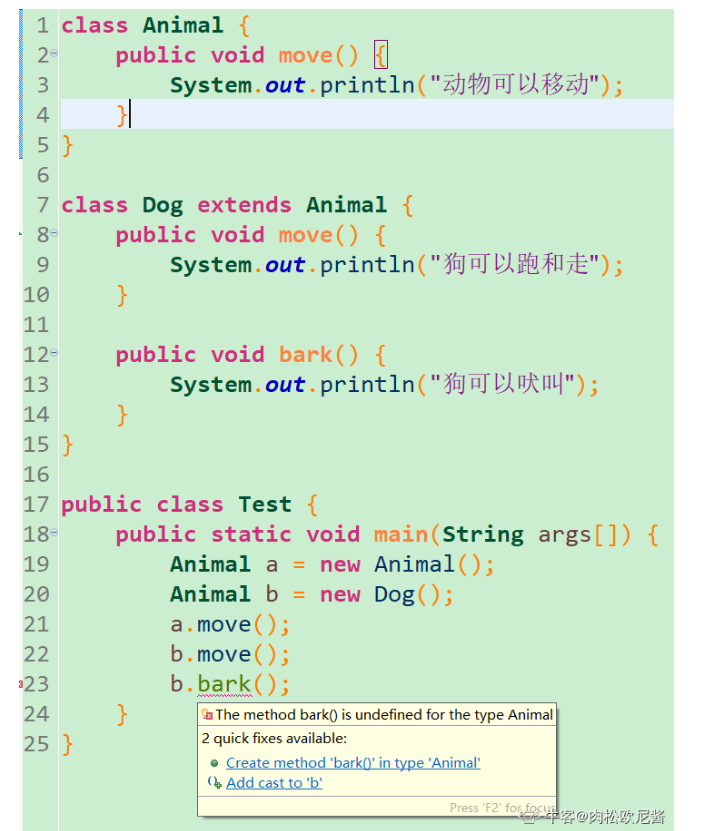 1 class Animal {
2 public void move() {
3 System.out.println("动物可以移动");
4 }
5 }
6
7 class Dog extends Animal {
8 public void move() {
9 System.out.println("狗可以跑和走");
10 }
11
12 public void bark() {
13 System.out.println("狗可以吠叫");
14 }
15 }
16
17 public class Test {
18 public static void main(String args[]) {
19 Animal a = new Animal();
20 Animal b = new Dog();
21 a.move();
22 b.move();
23 b.bark();
24 }
25 }
The method bark() is undefined for the type Animal
2 quick fixes available:
Create method 'bark()' in type 'Animal'
Add cast to 'b'
Press 'F2' for focus
牛客@肉松欧尼酱